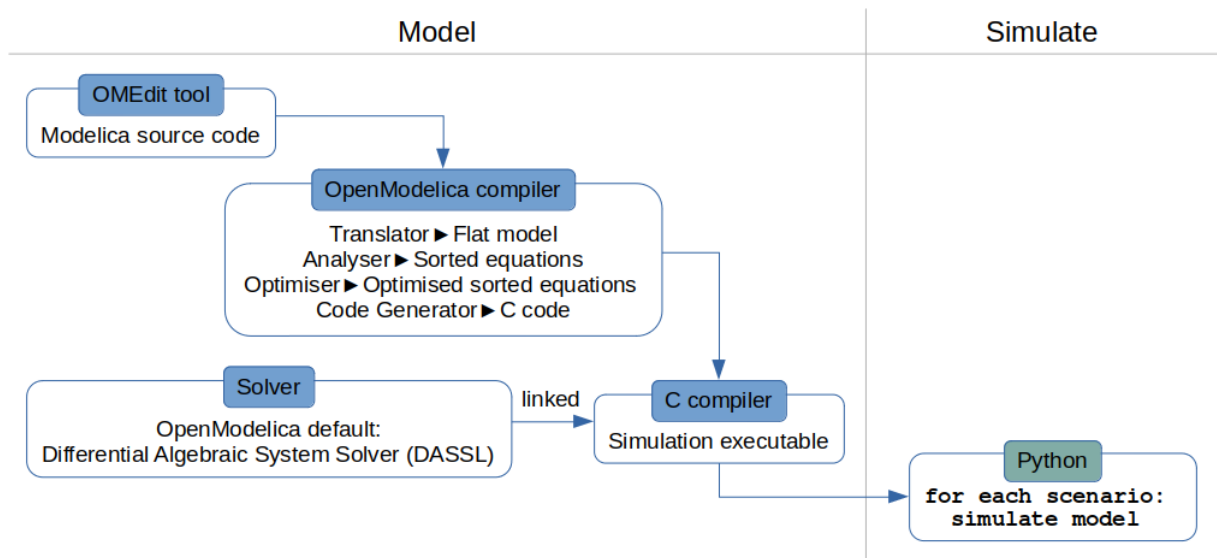 Model
Simulate
OMEdit tool
Modelica source code
OpenModelica compiler
Translator►Flat model
Analyser►Sorted equations
Optimiser►Optimised sorted equations
Code Generator►C code
Solver
OpenModelica default:
Differential Algebraic System Solver (DASSL)
linked
C compiler
Simulation executable
Python
for each scenario:
simulate model